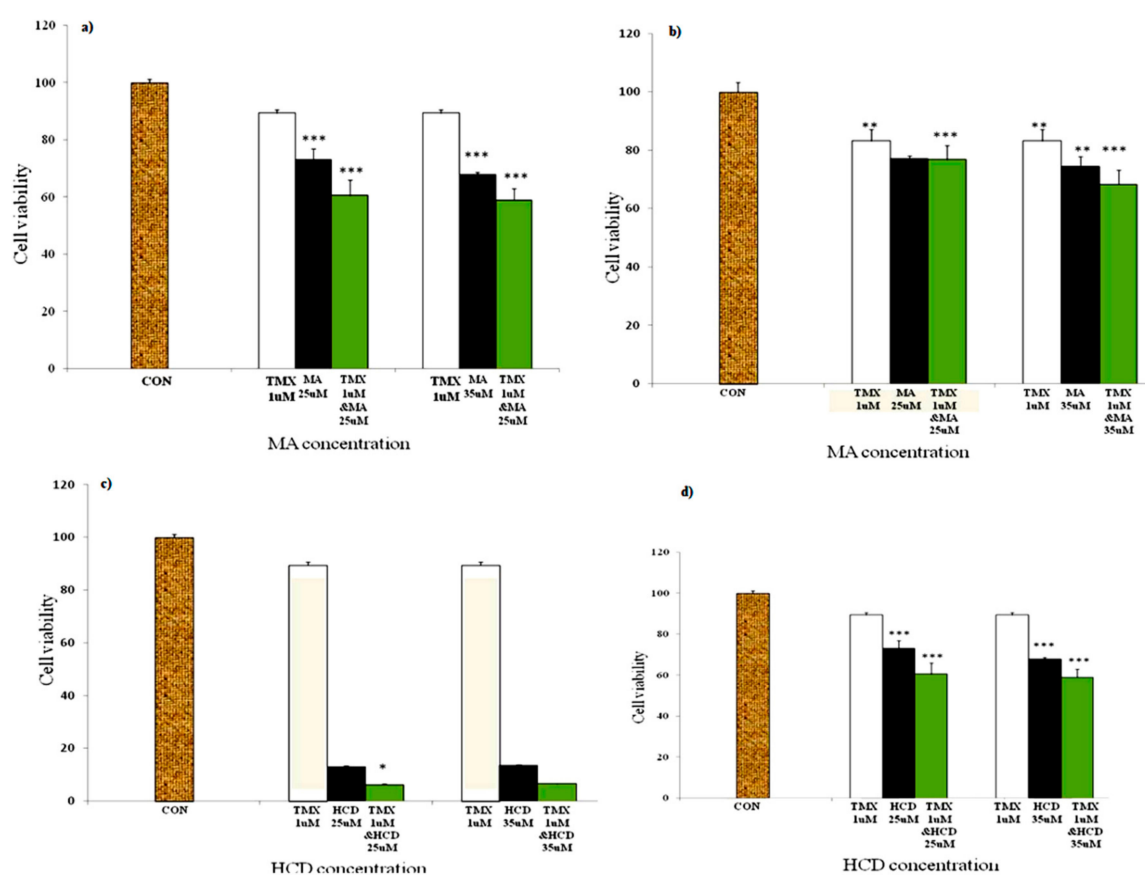 a)
120
100
80
60
40
20
0
Cell viability
***
***
***
***
CON
TMX
1uM
MA
25uM
TMX
1uM
&MA
25uM
TMX
1uM
MA
35uM
TMX
1uM
&MA
25uM
MA concentration
b)
120
100
80
60
40
20
0
Cell viability
**
***
**
**
***
CON
TMX
1uM
MA
25uM
TMX
1uM
&MA
25uM
TMX
1uM
MA
35uM
TMX
1uM
&MA
35uM
MA concentration
c)
120
100
80
60
40
20
0
Cell viability
*
CON
TMX
1uM
HCD
25uM
TMX
1uM
&HCD
25uM
TMX
1uM
HCD
35uM
TMX
1uM
&HCD
35uM
HCD concentration
d)
120
100
80
60
40
20
0
Cell viability
***
***
***
***
CON
TMX
1uM
HCD
25uM
TMX
1uM
&HCD
25uM
TMX
1uM
HCD
35uM
TMX
1uM
&HCD
35uM
HCD concentration